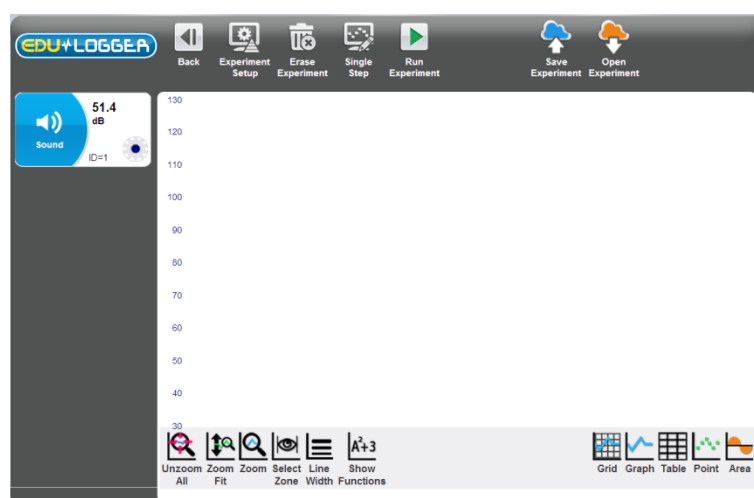 EDU LOGGER
Back
Experiment
Setup
Erase
Experiment
Single
Step
Run
Experiment
Save
Experiment
Open
Experiment
Sound
51.4
dB
ID=1
130
120
110
100
90
80
70
60
50
40
30
A²+3
Unzoom
All
Zoom
Fit
Zoom
Select
Zone
Line
Width
Show
Functions
Grid
Graph
Table
Point
Area